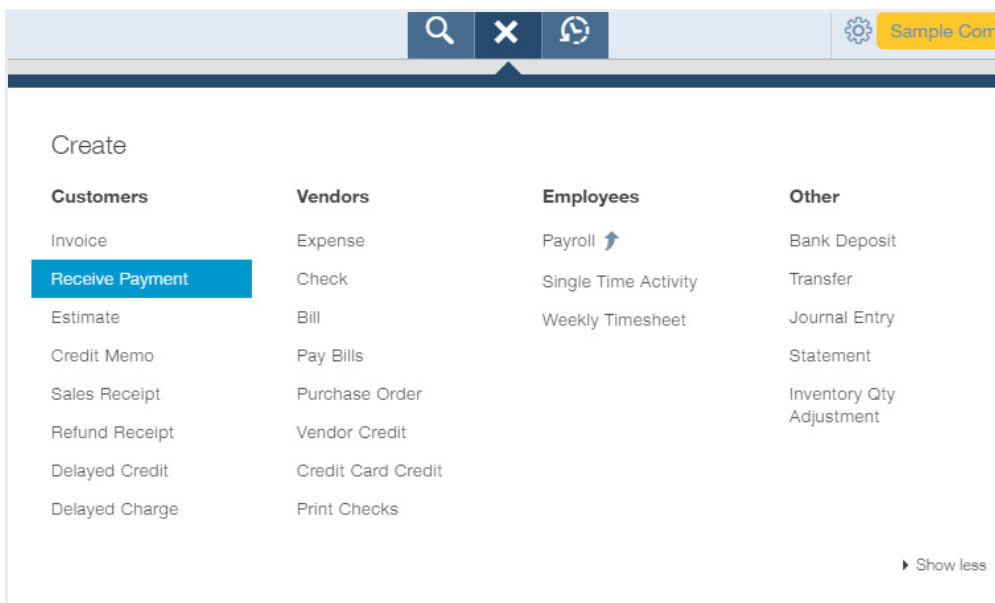 Sample Com
Create
Customers
Invoice
Receive Payment
Estimate
Credit Memo
Sales Receipt
Refund Receipt
Delayed Credit
Delayed Charge
Vendors
Expense
Check
Bill
Pay Bills
Purchase Order
Vendor Credit
Credit Card Credit
Print Checks
Employees
Payroll
Single Time Activity
Weekly Timesheet
Other
Bank Deposit
Transfer
Journal Entry
Statement
Inventory Qty
Adjustment
Show less